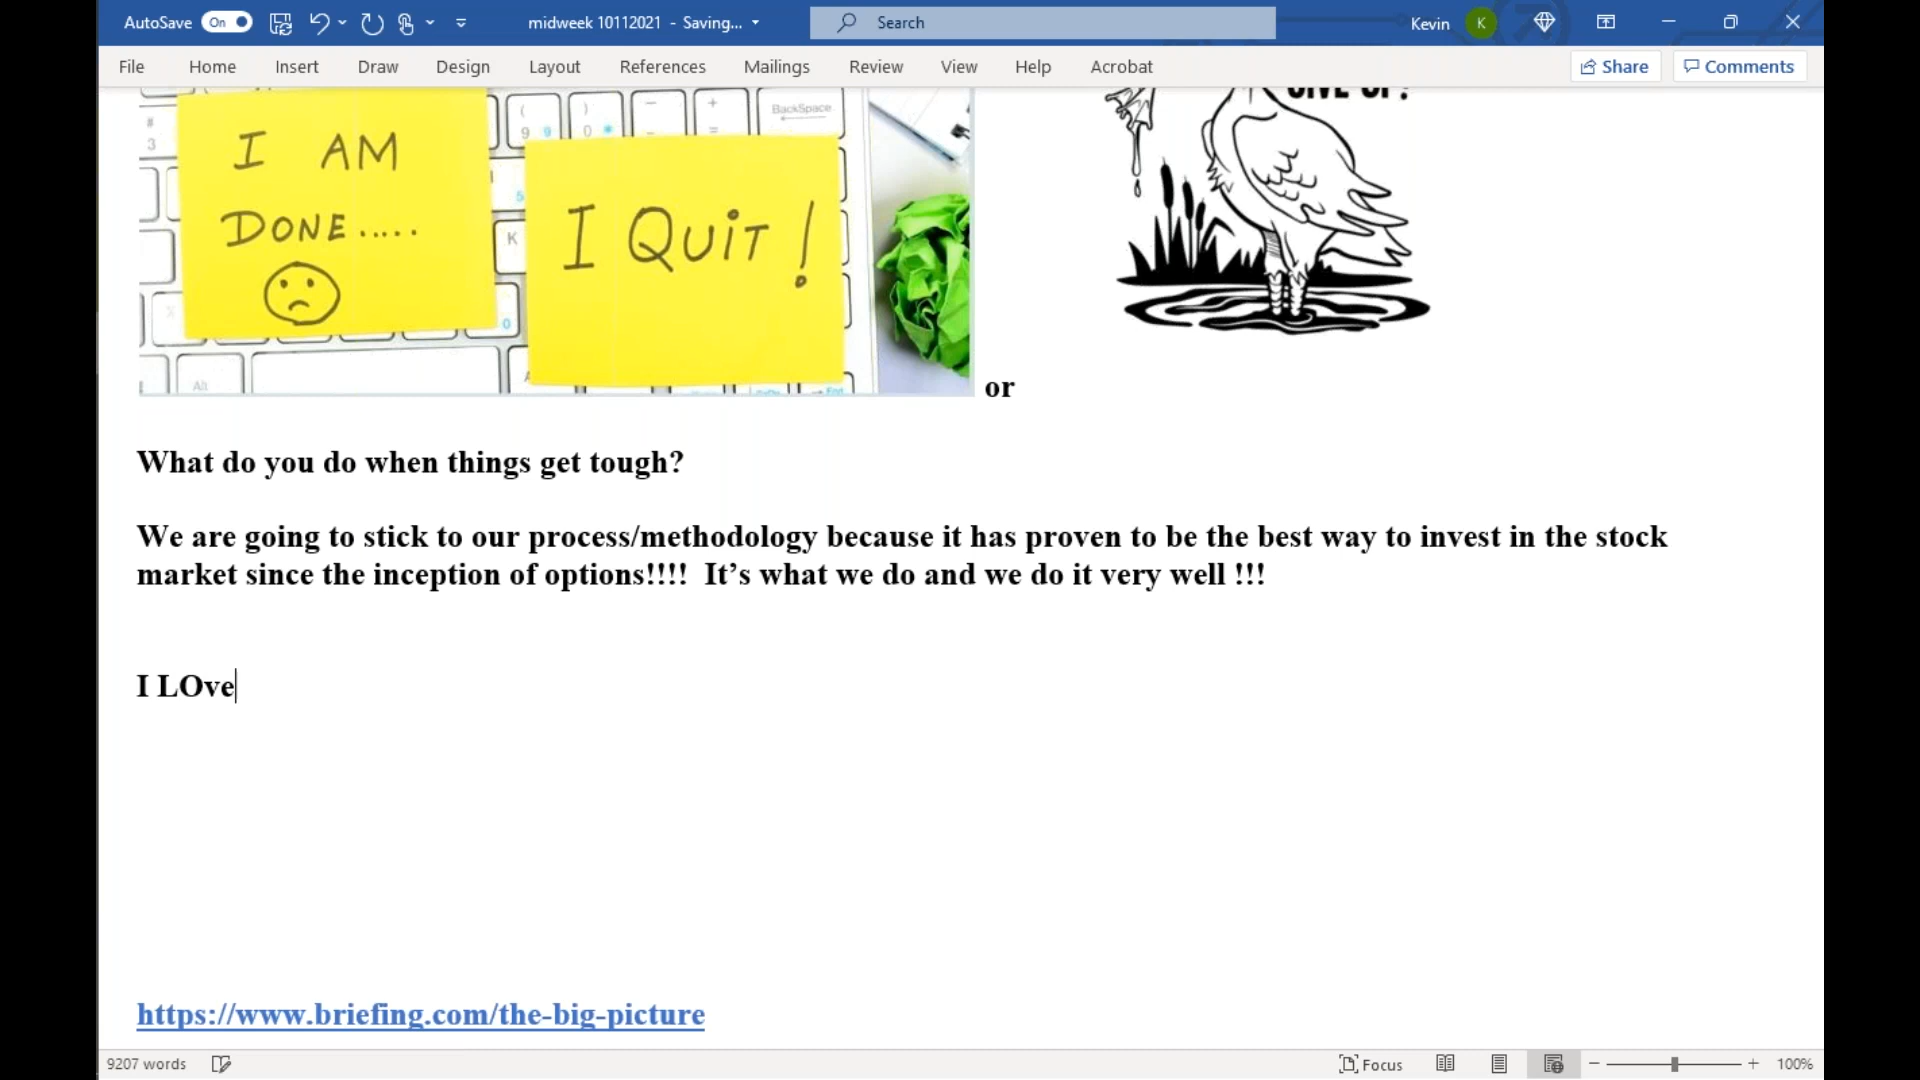 AutoSave On midweek 10112021 - Saving... Search Kevin K
File Home Insert Draw Design Layout References Mailings Review View Help Acrobat Share Comments
I AM
DONE.....
I QUIT!
BackSpace
Alt
K
or
What do you do when things get tough?
We are going to stick to our process/methodology because it has proven to be the best way to invest in the stock
market since the inception of options!!!!  It’s what we do and we do it very well !!!
I LOve
https://www.briefing.com/the-big-picture
9207 words Focus 100%